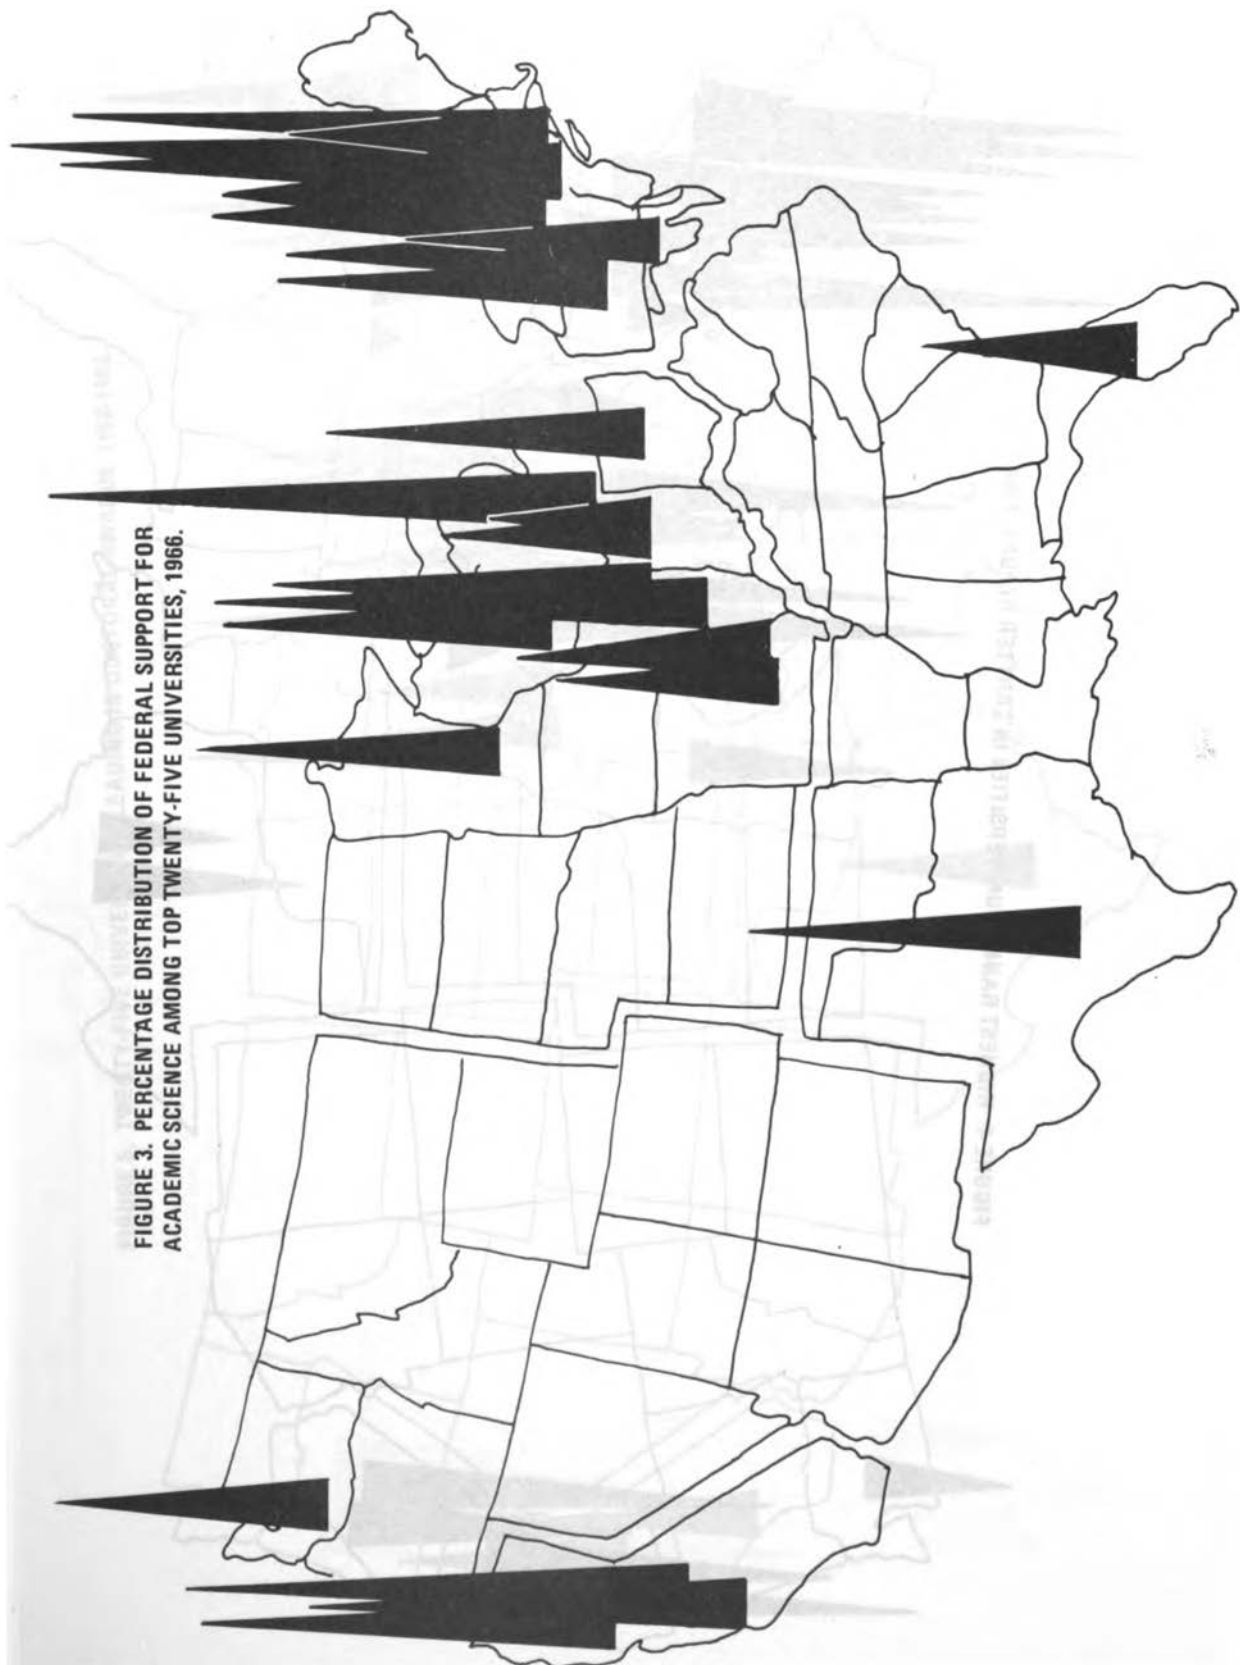 FIGURE 3. PERCENTAGE DISTRIBUTION OF FEDERAL SUPPORT FOR
ACADEMIC SCIENCE AMONG TOP TWENTY-FIVE UNIVERSITIES, 1966.